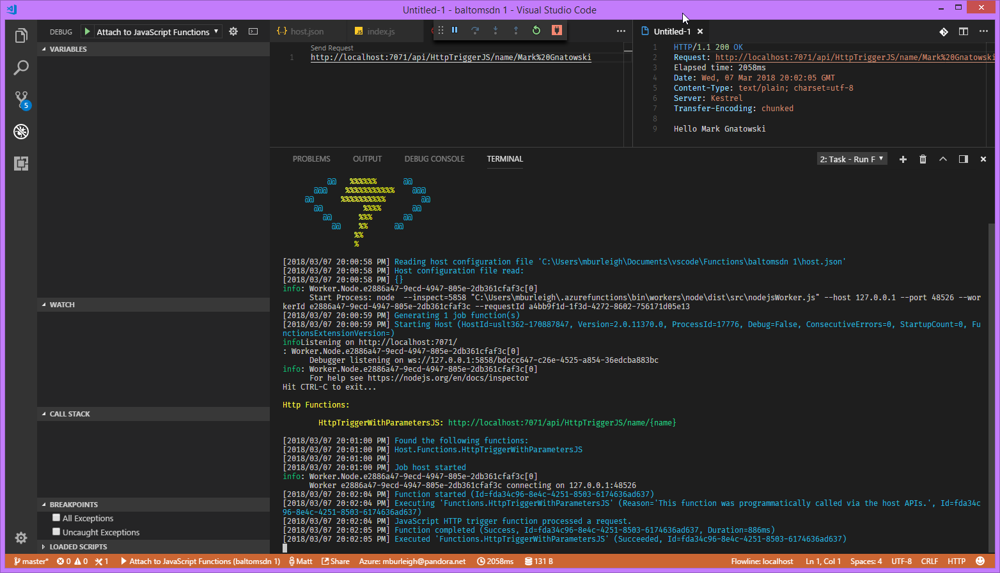 Untitled-1 - baltomsdn 1 - Visual Studio Code
DEBUG
Attach to JavaScript Functions
VARIABLES
WATCH
CALL STACK
BREAKPOINTS
All Exceptions
Uncaught Exceptions
LOADED SCRIPTS
5
{..} host.json
JS index.js
Send Request
1 http://localhost:7071/api/HttpTriggerJS/name/Mark%20Gnatowski
Untitled-1
1 HTTP/1.1 200 OK
2 Request: http://localhost:7071/api/HttpTriggerJS/name/Mark%20Gnatowski
3 Elapsed time: 2058ms
4 Date: Wed, 07 Mar 2018 20:02:05 GMT
5 Content-Type: text/plain; charset=utf-8
6 Server: Kestrel
7 Transfer-Encoding: chunked
8
9 Hello Mark Gnatowski
PROBLEMS OUTPUT DEBUG CONSOLE TERMINAL
2: Task - Run F
@@ %%%%%% @@
@@@ %%%%%%%%%%% @@@
@@ %%%%%%%%%% @@
@@ %%%% @@
@@ %%% @@
@@ %% @@
%%
%
[2018/03/07 20:00:58 PM] Reading host configuration file 'C:\Users\mburleigh\Documents\vscode\Functions\baltomsdn 1\host.json'
[2018/03/07 20:00:58 PM] Host configuration file read:
[2018/03/07 20:00:58 PM] {}
info: Worker.Node.e2886a47-9ecd-4947-805e-2db361cfaf3c[0]
Start Process: node --inspect=5858 "C:\Users\mburleigh\.azurefunctions\bin\workers\node\dist\src\nodejsWorker.js" --host 127.0.0.1 --port 48526 --wor
kerId e2886a47-9ecd-4947-805e-2db361cfaf3c --requestId a4bb9f1d-1f3d-4272-8602-756171d05e13
[2018/03/07 20:00:59 PM] Generating 1 job function(s)
[2018/03/07 20:00:59 PM] Starting Host (HostId=uslt362-170887847, Version=2.0.11370.0, ProcessId=17776, Debug=False, ConsecutiveErrors=0, StartupCount=0, Fu
nctionsExtensionVersion=)
infoListening on http://localhost:7071/
: Worker.Node.e2886a47-9ecd-4947-805e-2db361cfaf3c[0]
Debugger listening on ws://127.0.0.1:5858/bdccc647-c26e-4525-a854-36edcba883bc
info: Worker.Node.e2886a47-9ecd-4947-805e-2db361cfaf3c[0]
For help see https://nodejs.org/en/docs/inspector
Hit CTRL-C to exit...
Http Functions:
HttpTriggerWithParametersJS: http://localhost:7071/api/HttpTriggerJS/name/{name}
[2018/03/07 20:01:00 PM] Found the following functions:
[2018/03/07 20:01:00 PM] Host.Functions.HttpTriggerWithParametersJS
[2018/03/07 20:01:00 PM]
[2018/03/07 20:01:00 PM] Job host started
info: Worker.Node.e2886a47-9ecd-4947-805e-2db361cfaf3c[0]
Worker e2886a47-9ecd-4947-805e-2db361cfaf3c connecting on 127.0.0.1:48526
[2018/03/07 20:02:04 PM] Function started (Id=fda34c96-8e4c-4251-8503-6174636ad637)
[2018/03/07 20:02:04 PM] Executing 'Functions.HttpTriggerWithParametersJS' (Reason='This function was programmatically called via the host APIs.', Id=fda34c
96-8e4c-4251-8503-6174636ad637)
[2018/03/07 20:02:04 PM] JavaScript HTTP trigger function processed a request.
[2018/03/07 20:02:05 PM] Function completed (Success, Id=fda34c96-8e4c-4251-8503-6174636ad637, Duration=886ms)
[2018/03/07 20:02:05 PM] Executed 'Functions.HttpTriggerWithParametersJS' (Succeeded, Id=fda34c96-8e4c-4251-8503-6174636ad637)
master* 0 0 1 Attach to JavaScript Functions (baltomsdn 1) Matt Share Azure: mburleigh@pandora.net 2058ms 131 B Flowline: localhost Ln 1, Col 1 Spaces: 4 UTF-8 CRLF HTTP